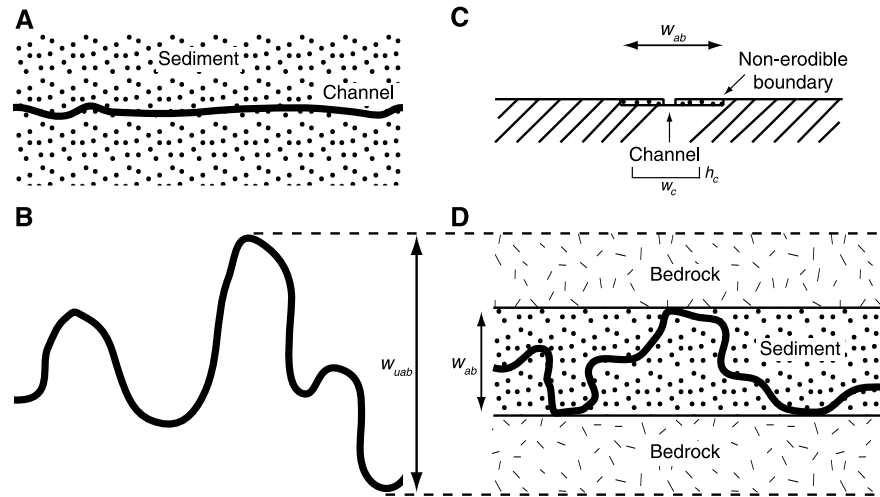 A
Sediment
Channel
C
w_ab
Non-erodible
boundary
Channel
w_c
h_c
B
w_uab
D
Bedrock
w_ab
Sediment
Bedrock